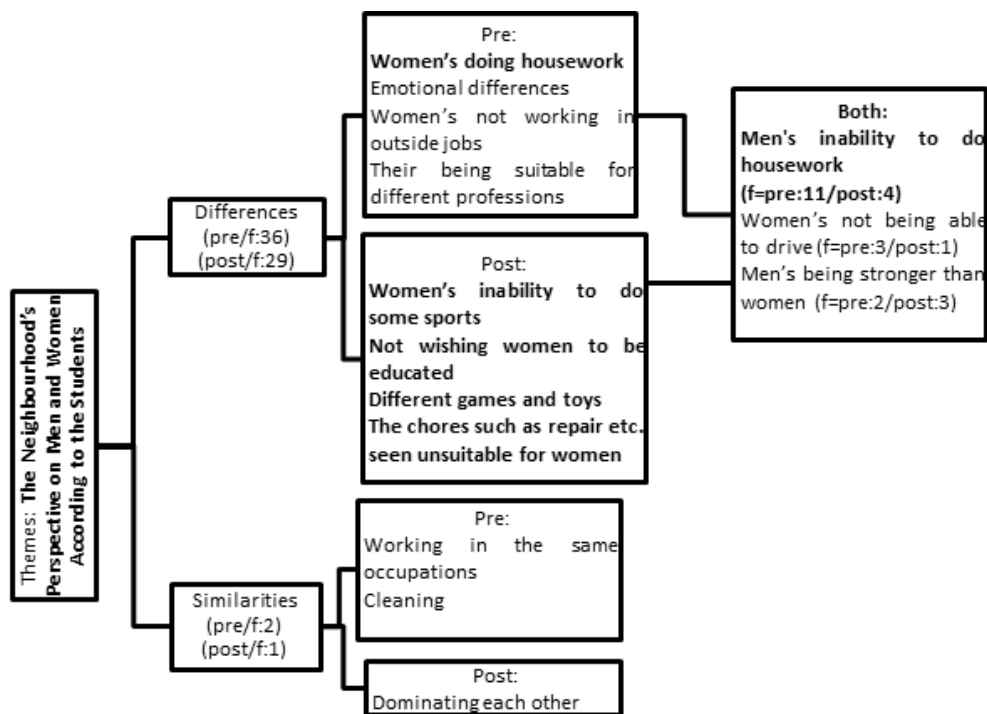 Themes: The Neighbourhood's
Perspective on Men and Women
According to the Students
Differences
(pre/f:36)
(post/f:29)
Similarities
(pre/f:2)
(post/f:1)
Pre:
Women's doing housework
Emotional differences
Women's not working in
outside jobs
Their being suitable for
different professions
Post:
Women's inability to do
some sports
Not wishing women to be
educated
Different games and toys
The chores such as repair etc.
seen unsuitable for women
Pre:
Working in the same
occupations
Cleaning
Post:
Dominating each other
Both:
Men's inability to do
housework
(f=pre:11/post:4)
Women's not being able
to drive (f=pre:3/post:1)
Men's being stronger than
women (f=pre:2/post:3)